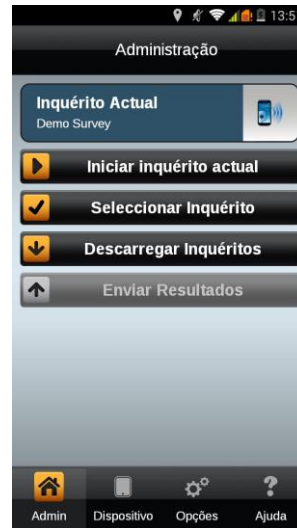 13:5
Administração
Inquérito Actual
Demo Survey
Iniciar inquérito actual
Seleccionar Inquérito
Descarregar Inquéritos
Enviar Resultados
Admin Dispositivo Opções Ajuda